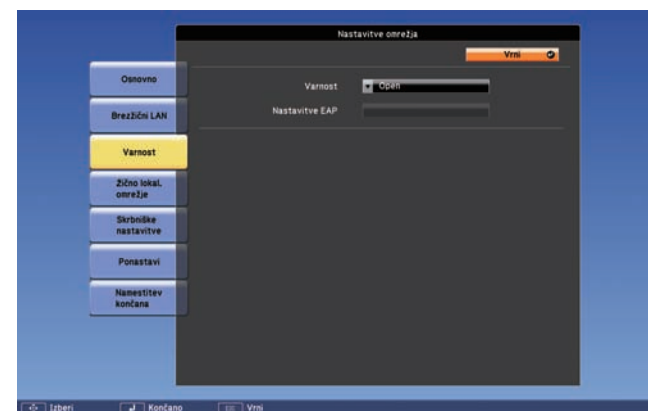 Nastavitve omrežja
Vrni
Osnovno
Brezžični LAN
Varnost
Žično lokal.
omrežje
Skrbniške
nastavitve
Ponastavi
Namestitev
končana
Varnost
Open
Nastavitve EAP
Izberi
Končano
Vrni